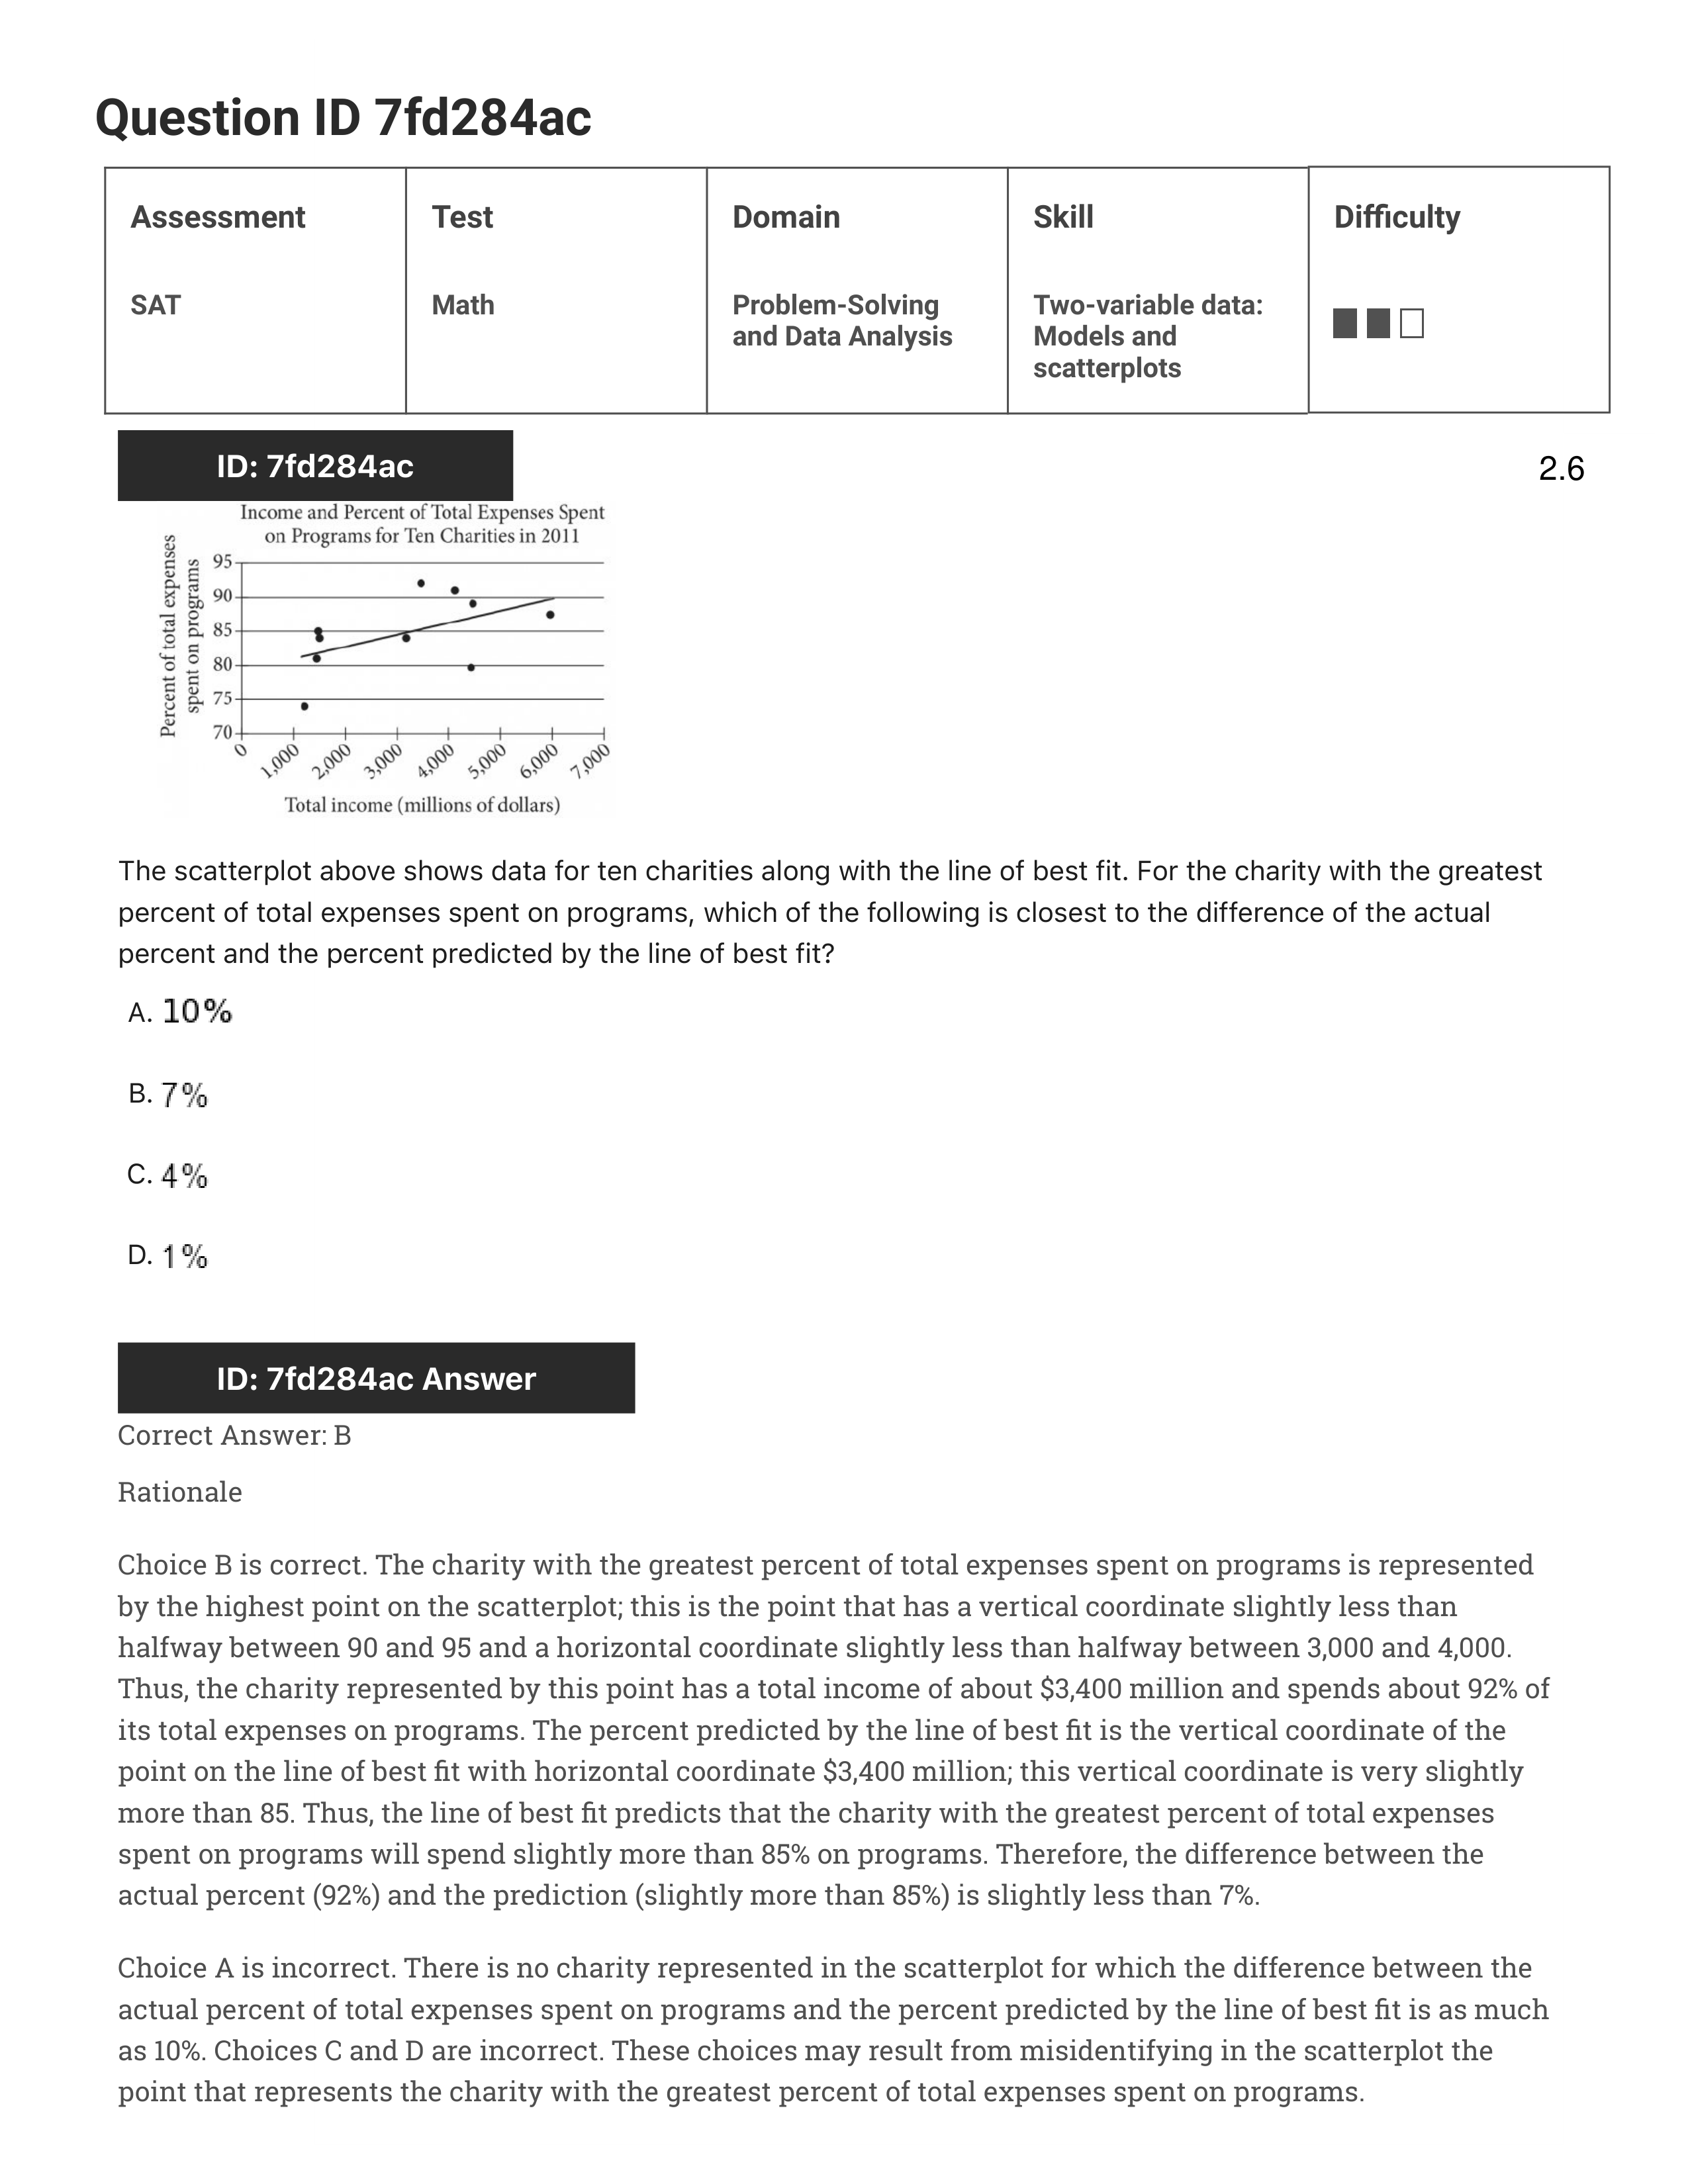 Question ID 7fd284ac
Assessment
Test
Domain
Skill
Difficulty
SAT
Math
Problem-Solving
and Data Analysis
Two-variable data:
Models and
scatterplots
ID: 7fd284ac
2.6
Income and Percent of Total Expenses Spent
on Programs for Ten Charities in 2011
Percent of total expenses
spent on programs
95
90
85
80
75
70
0
1,000
2,000
3,000
4,000
5,000
6,000
7,000
Total income (millions of dollars)
The scatterplot above shows data for ten charities along with the line of best fit. For the charity with the greatest
percent of total expenses spent on programs, which of the following is closest to the difference of the actual
percent and the percent predicted by the line of best fit?
A. 10%
B. 7%
C. 4%
D. 1%
ID: 7fd284ac Answer
Correct Answer: B
Rationale
Choice B is correct. The charity with the greatest percent of total expenses spent on programs is represented
by the highest point on the scatterplot; this is the point that has a vertical coordinate slightly less than
halfway between 90 and 95 and a horizontal coordinate slightly less than halfway between 3,000 and 4,000.
Thus, the charity represented by this point has a total income of about $3,400 million and spends about 92% of
its total expenses on programs. The percent predicted by the line of best fit is the vertical coordinate of the
point on the line of best fit with horizontal coordinate $3,400 million; this vertical coordinate is very slightly
more than 85. Thus, the line of best fit predicts that the charity with the greatest percent of total expenses
spent on programs will spend slightly more than 85% on programs. Therefore, the difference between the
actual percent (92%) and the prediction (slightly more than 85%) is slightly less than 7%.
Choice A is incorrect. There is no charity represented in the scatterplot for which the difference between the
actual percent of total expenses spent on programs and the percent predicted by the line of best fit is as much
as 10%. Choices C and D are incorrect. These choices may result from misidentifying in the scatterplot the
point that represents the charity with the greatest percent of total expenses spent on programs.